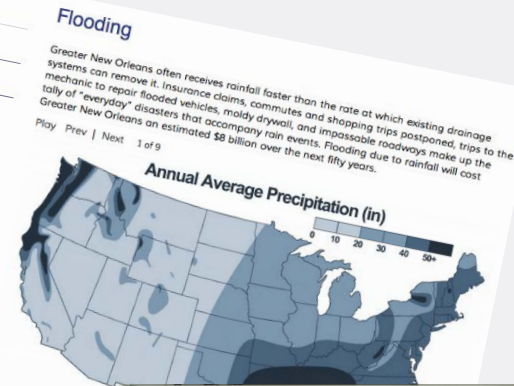 Flooding
Greater New Orleans often receives rainfall faster than the rate at which existing drainage
systems can remove it. Insurance claims, commutes and shopping trips postponed, trips to the
mechanic to repair flooded vehicles, moldy drywall, and impassable roadways make up the
tally of "everyday" disasters that accompany rain events. Flooding due to rainfall will cost
Greater New Orleans an estimated $8 billion over the next fifty years.
Play Prev | Next 1 of 9
Annual Average Precipitation (in)
0 10 20 30 40 50+